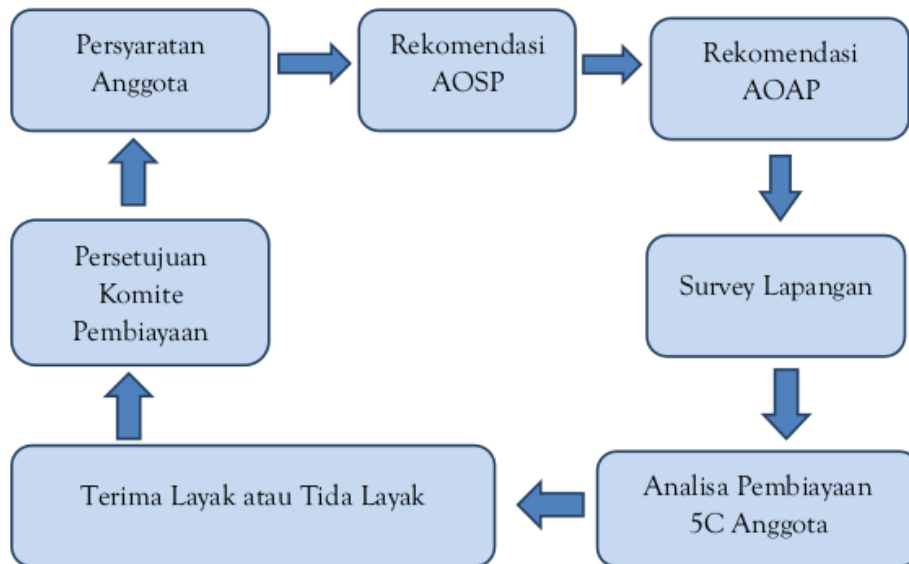 Persyaratan
Anggota
Rekomendasi
AOSP
Rekomendasi
AOAP
Survey Lapangan
Analisa Pembiayaan
5C Anggota
Terima Layak atau Tida Layak
Persetujuan
Komite
Pembiayaan